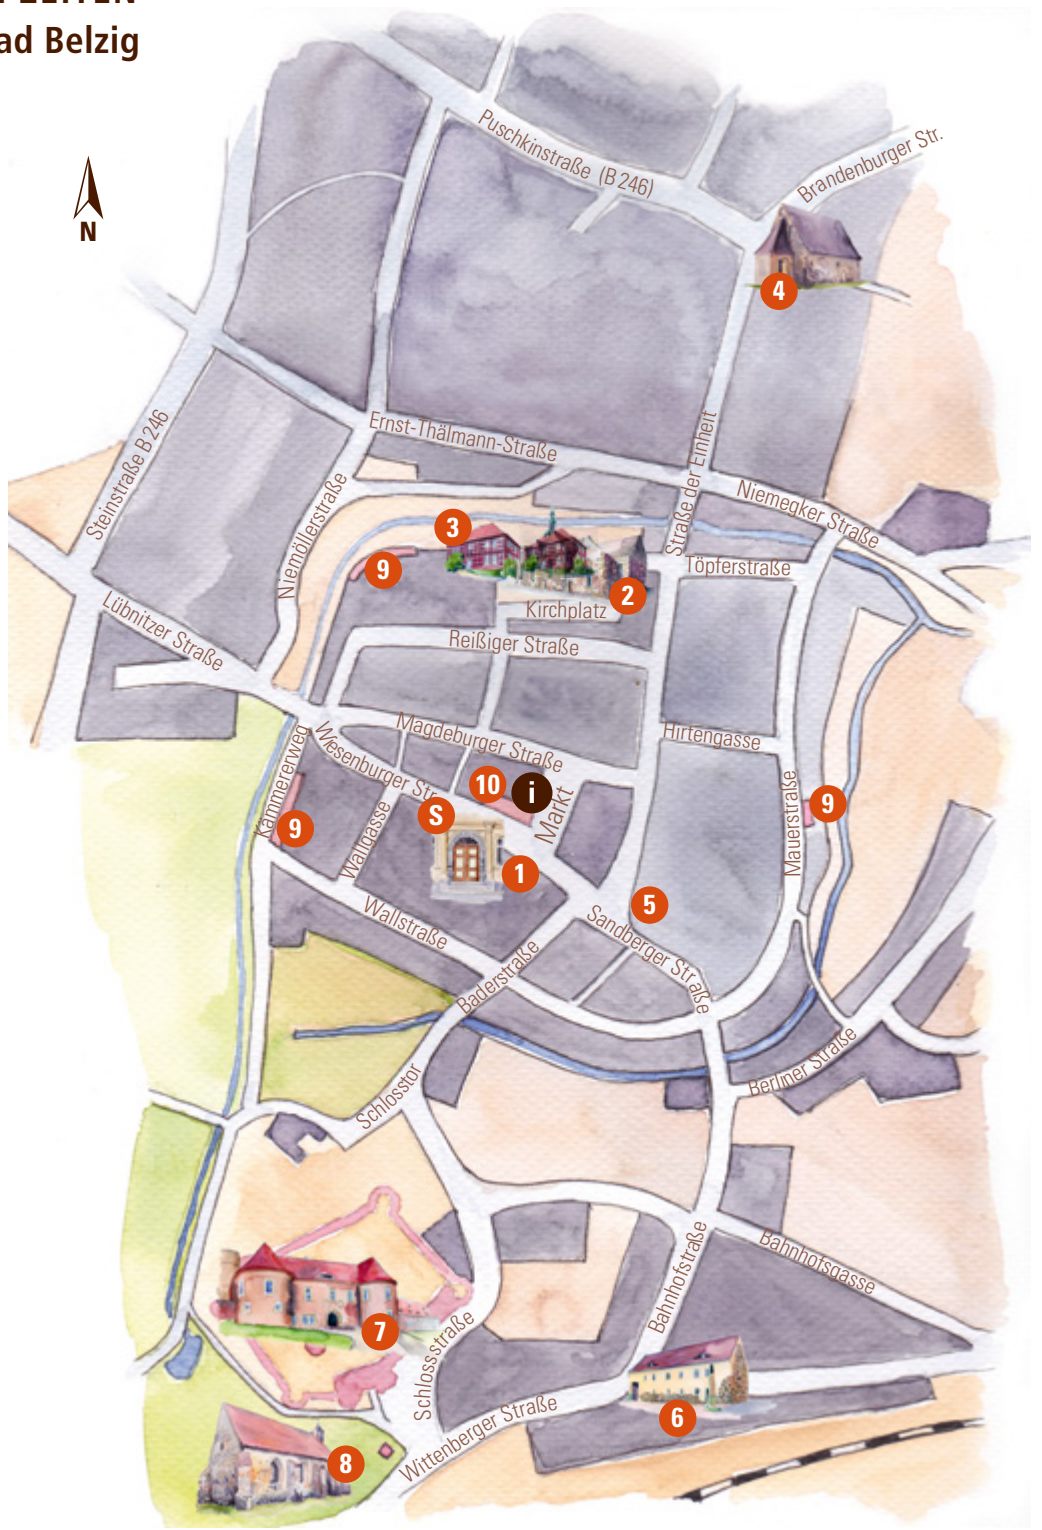 ad Belzig
N
Puschkinstraße (B 246)
Brandenburger Str.
4
Steinstraße B 246
Ernst-Thälmann-Straße
Straße der Einheit
Niemegker Straße
Niemöllerstraße
3
9
2
Töpferstraße
Kirchplatz
Lübnitzer Straße
Reißiger Straße
Magdeburger Straße
Hirtengasse
Wiesenburger Str.
Kämmererweg
10
i
Markt
S
9
Wallgasse
Mauerstraße
9
1
5
Wallstraße
Sandberger Straße
Baderstraße
Schlosstor
Berliner Straße
Bahnhofstraße
Bahnhofsgasse
7
Schlossstraße
6
Wittenberger Straße
8